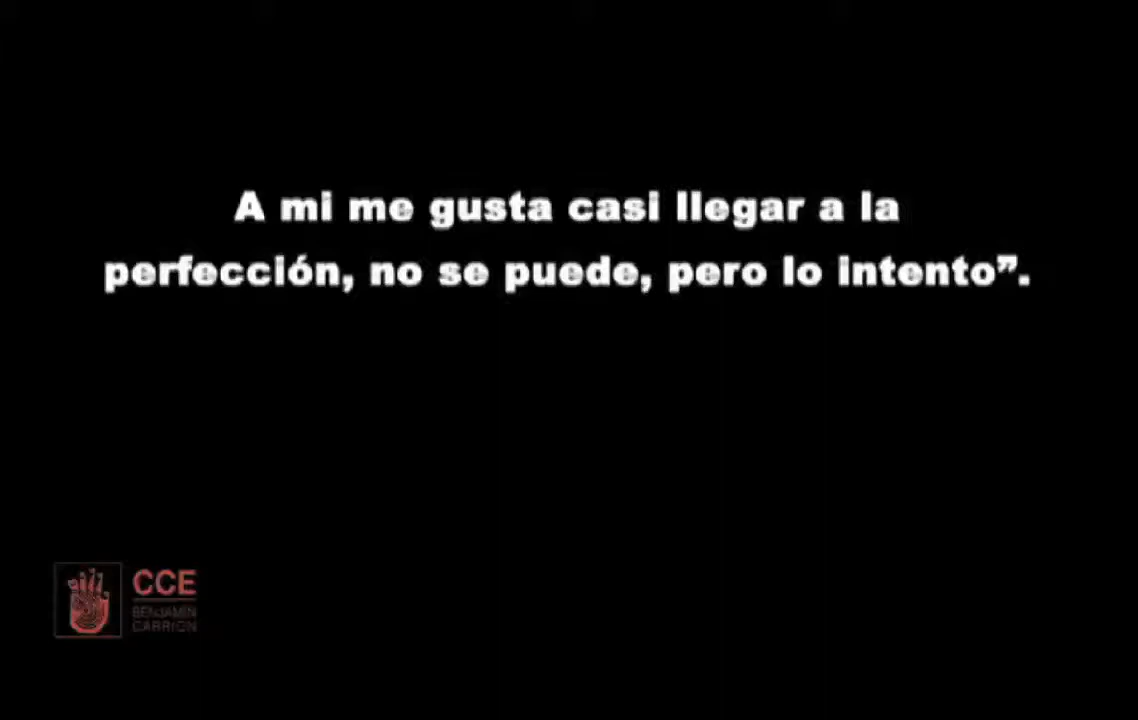 A mi me gusta casi llegar a la
perfección, no se puede, pero lo intento”.
CCE
BENJAMIN
CARRION